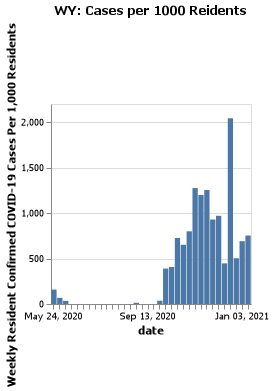 WY: Cases per 1000 Reidents
Weekly Resident Confirmed COVID-19 Cases Per 1,000 Residents
2,000
1,500
1,000
500
0
May 24, 2020
Sep 13, 2020
Jan 03, 2021
date